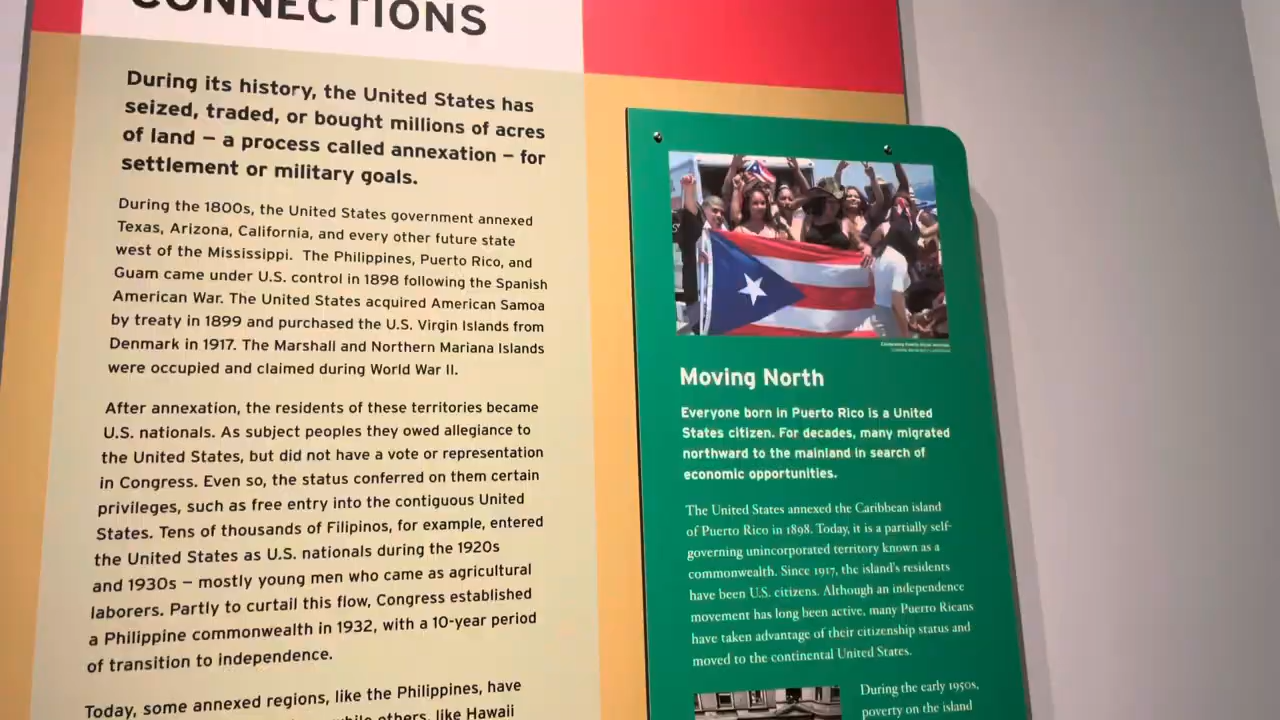 CONNECTIONS
During its history, the United States has
seized, traded, or bought millions of acres
of land – a process called annexation – for
settlement or military goals.
During the 1800s, the United States government annexed
Texas, Arizona, California, and every other future state
west of the Mississippi. The Philippines, Puerto Rico, and
Guam came under U.S. control in 1898 following the Spanish
American War. The United States acquired American Samoa
by treaty in 1899 and purchased the U.S. Virgin Islands from
Denmark in 1917. The Marshall and Northern Mariana Islands
were occupied and claimed during World War II.
After annexation, the residents of these territories became
U.S. nationals. As subject peoples they owed allegiance to
the United States, but did not have a vote or representation
in Congress. Even so, the status conferred on them certain
privileges, such as free entry into the contiguous United
States. Tens of thousands of Filipinos, for example, entered
the United States as U.S. nationals during the 1920s
and 1930s – mostly young men who came as agricultural
laborers. Partly to curtail this flow, Congress established
a Philippine commonwealth in 1932, with a 10-year period
of transition to independence.
Today, some annexed regions, like the Philippines, have
while others, like Hawaii
Moving North
Everyone born in Puerto Rico is a United
States citizen. For decades, many migrated
northward to the mainland in search of
economic opportunities.
The United States annexed the Caribbean island
of Puerto Rico in 1898. Today, it is a partially self-
governing unincorporated territory known as a
commonwealth. Since 1917, the island's residents
have been U.S. citizens. Although an independence
movement has long been active, many Puerto Ricans
have taken advantage of their citizenship status and
moved to the continental United States.
During the early 1950s,
poverty on the island